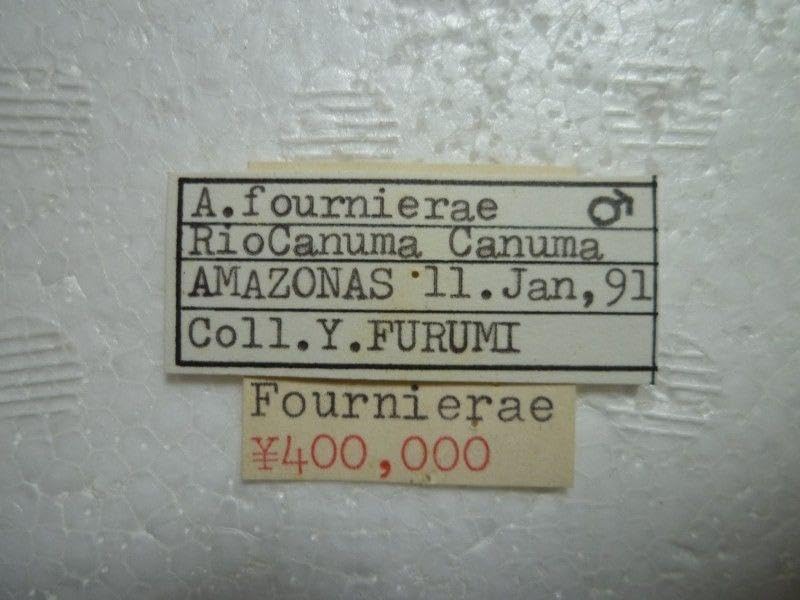 A.fournierae ♂
RioCanuma Canuma
AMAZONAS 11.Jan,91
Coll.Y.FURUMI
Fournierae
¥400,000